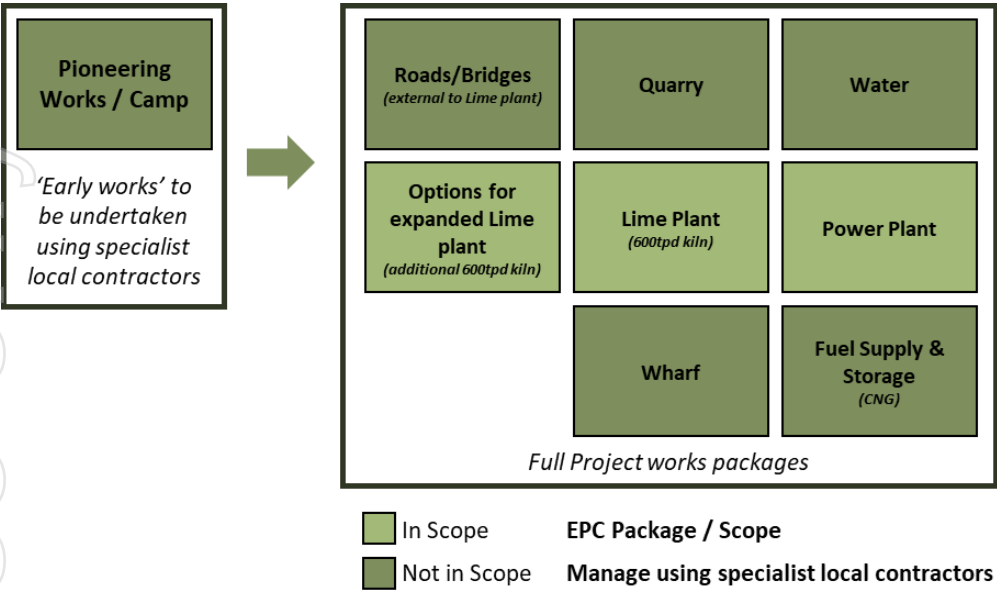 Pioneering
Works / Camp
‘Early works’ to
be undertaken
using specialist
local contractors
Roads/Bridges
(external to Lime plant)
Quarry
Water
Options for
expanded Lime
plant
(additional 600tpd kiln)
Lime Plant
(600tpd kiln)
Power Plant
Wharf
Fuel Supply &
Storage
(CNG)
Full Project works packages
In Scope
EPC Package / Scope
Not in Scope
Manage using specialist local contractors